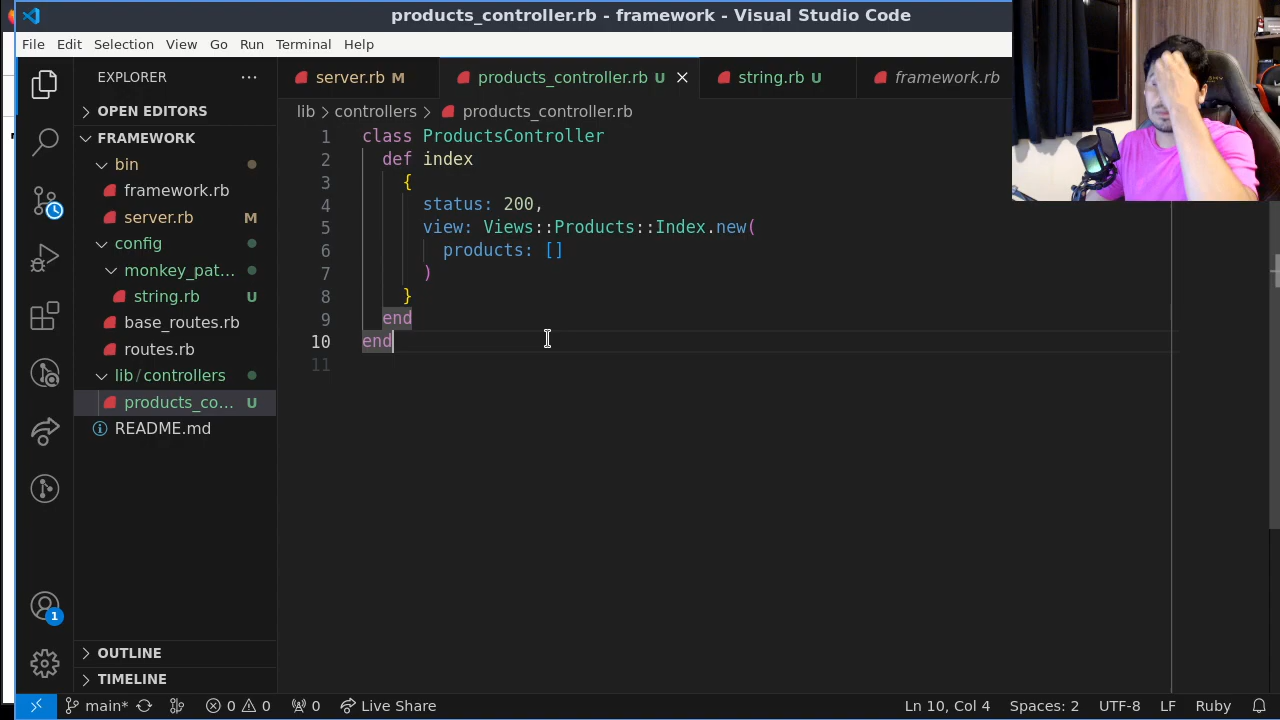 products_controller.rb - framework - Visual Studio Code
File Edit Selection View Go Run Terminal Help
EXPLORER
OPEN EDITORS
FRAMEWORK
bin
framework.rb
server.rb M
config
monkey_pat...
string.rb U
base_routes.rb
routes.rb
lib/controllers
products_co... U
README.md
OUTLINE
TIMELINE
1
server.rb M products_controller.rb U string.rb U framework.rb
lib controllers products_controller.rb
1 class ProductsController
2 def index
3 {
4 status: 200,
5 view: Views::Products::Index.new(
6 products: []
7 )
8 }
9 end
10 end
11
main* 0 0 0 Live Share Ln 10, Col 4 Spaces: 2 UTF-8 LF Ruby